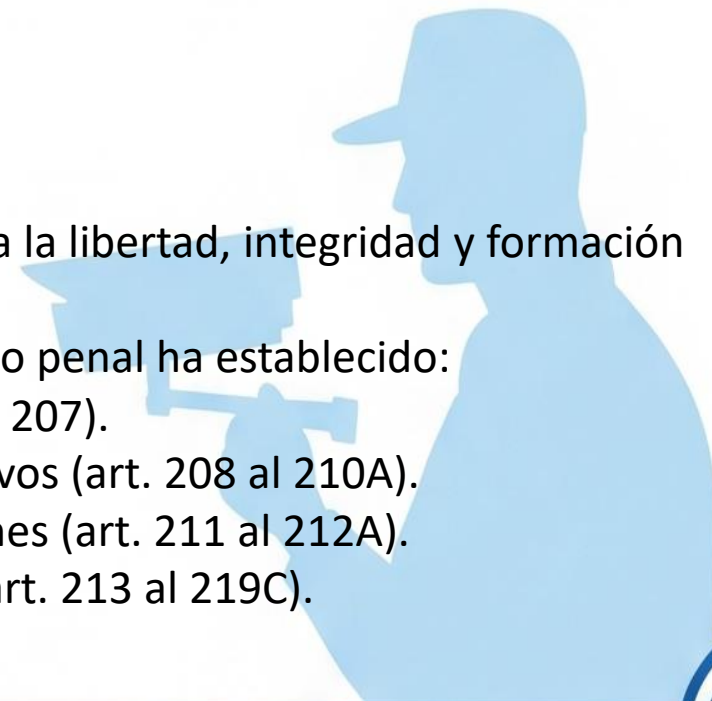 a la libertad, integridad y formación
o penal ha establecido:
207).
vos (art. 208 al 210A).
nes (art. 211 al 212A).
rt. 213 al 219C).